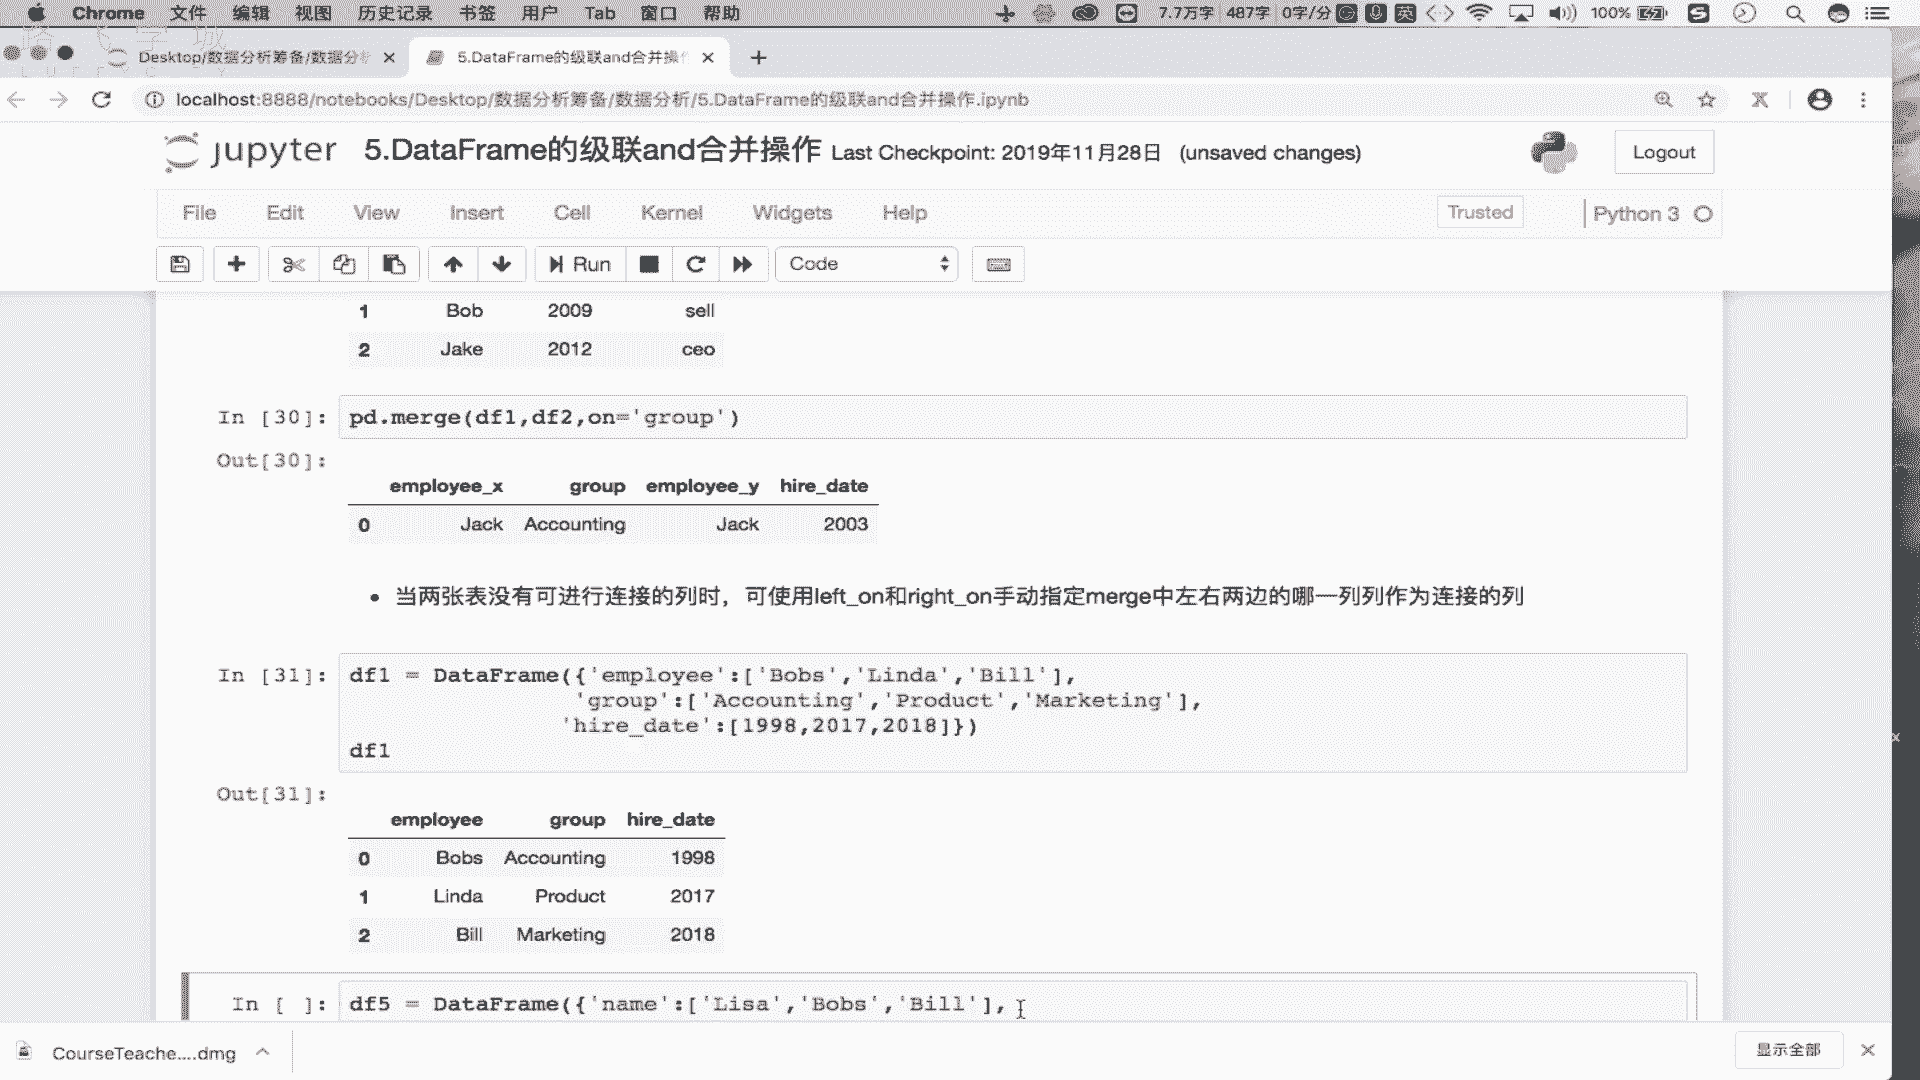 Chrome 文件 编辑 视图 历史记录 书签 用户 Tab 窗口 帮助 7.7万字 487字 0字/分 英 100%
Desktop/数据分析筹备/数据分
5.DataFrame的级联and合并操
localhost:8888/notebooks/Desktop/数据分析筹备/数据分析/5.DataFrame的级联and合并操作.ipynb
jupyter 5.DataFrame的级联and合并操作 Last Checkpoint: 2019年11月28日 (unsaved changes) Logout
File Edit View Insert Cell Kernel Widgets Help Trusted Python 3
Run Code
1 Bob 2009 sell
2 Jake 2012 ceo
In [30]: pd.merge(df1,df2,on='group')
Out[30]:
employee_x group employee_y hire_date
0 Jack Accounting Jack 2003
• 当两张表没有可进行连接的列时，可使用left_on和right_on手动指定merge中左右两边的哪一列列作为连接的列
In [31]: df1 = DataFrame({'employee':['Bobs','Linda','Bill'],
'group':['Accounting','Product','Marketing'],
'hire_date':[1998,2017,2018]})
df1
Out[31]:
employee group hire_date
0 Bobs Accounting 1998
1 Linda Product 2017
2 Bill Marketing 2018
In [ ]: df5 = DataFrame({'name':['Lisa','Bobs','Bill'],
CourseTeache....dmg 显示全部